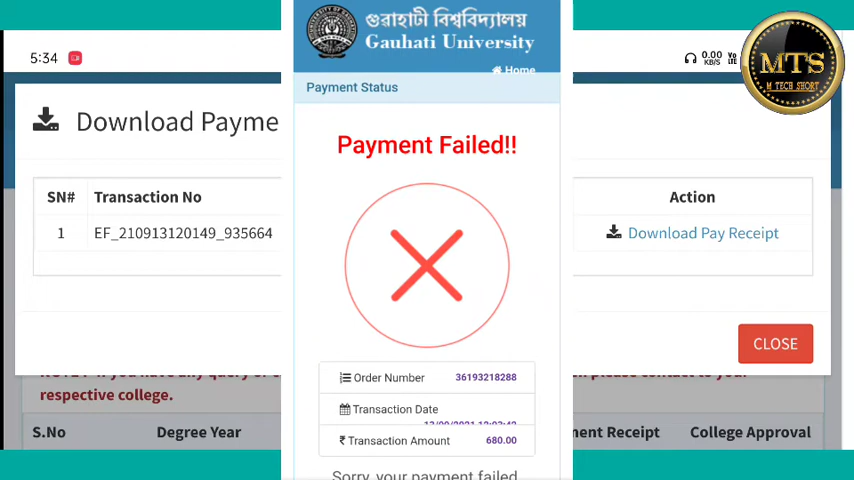 গুৱাহাটী বিশ্ববিদ্যালয়
Gauhati University
Home
Payment Status
Payment Failed!!
Order Number 36193218288
Transaction Date
Transaction Amount 680.00
Sorry, your payment failed
5:34
0.00
KB/S
Vo
LTE
MTS
M TECH SHORT
Download Payme
SN# Transaction No Action
1 EF_210913120149_935664 Download Pay Receipt
CLOSE
respective college.
S.No Degree Year ment Receipt College Approval